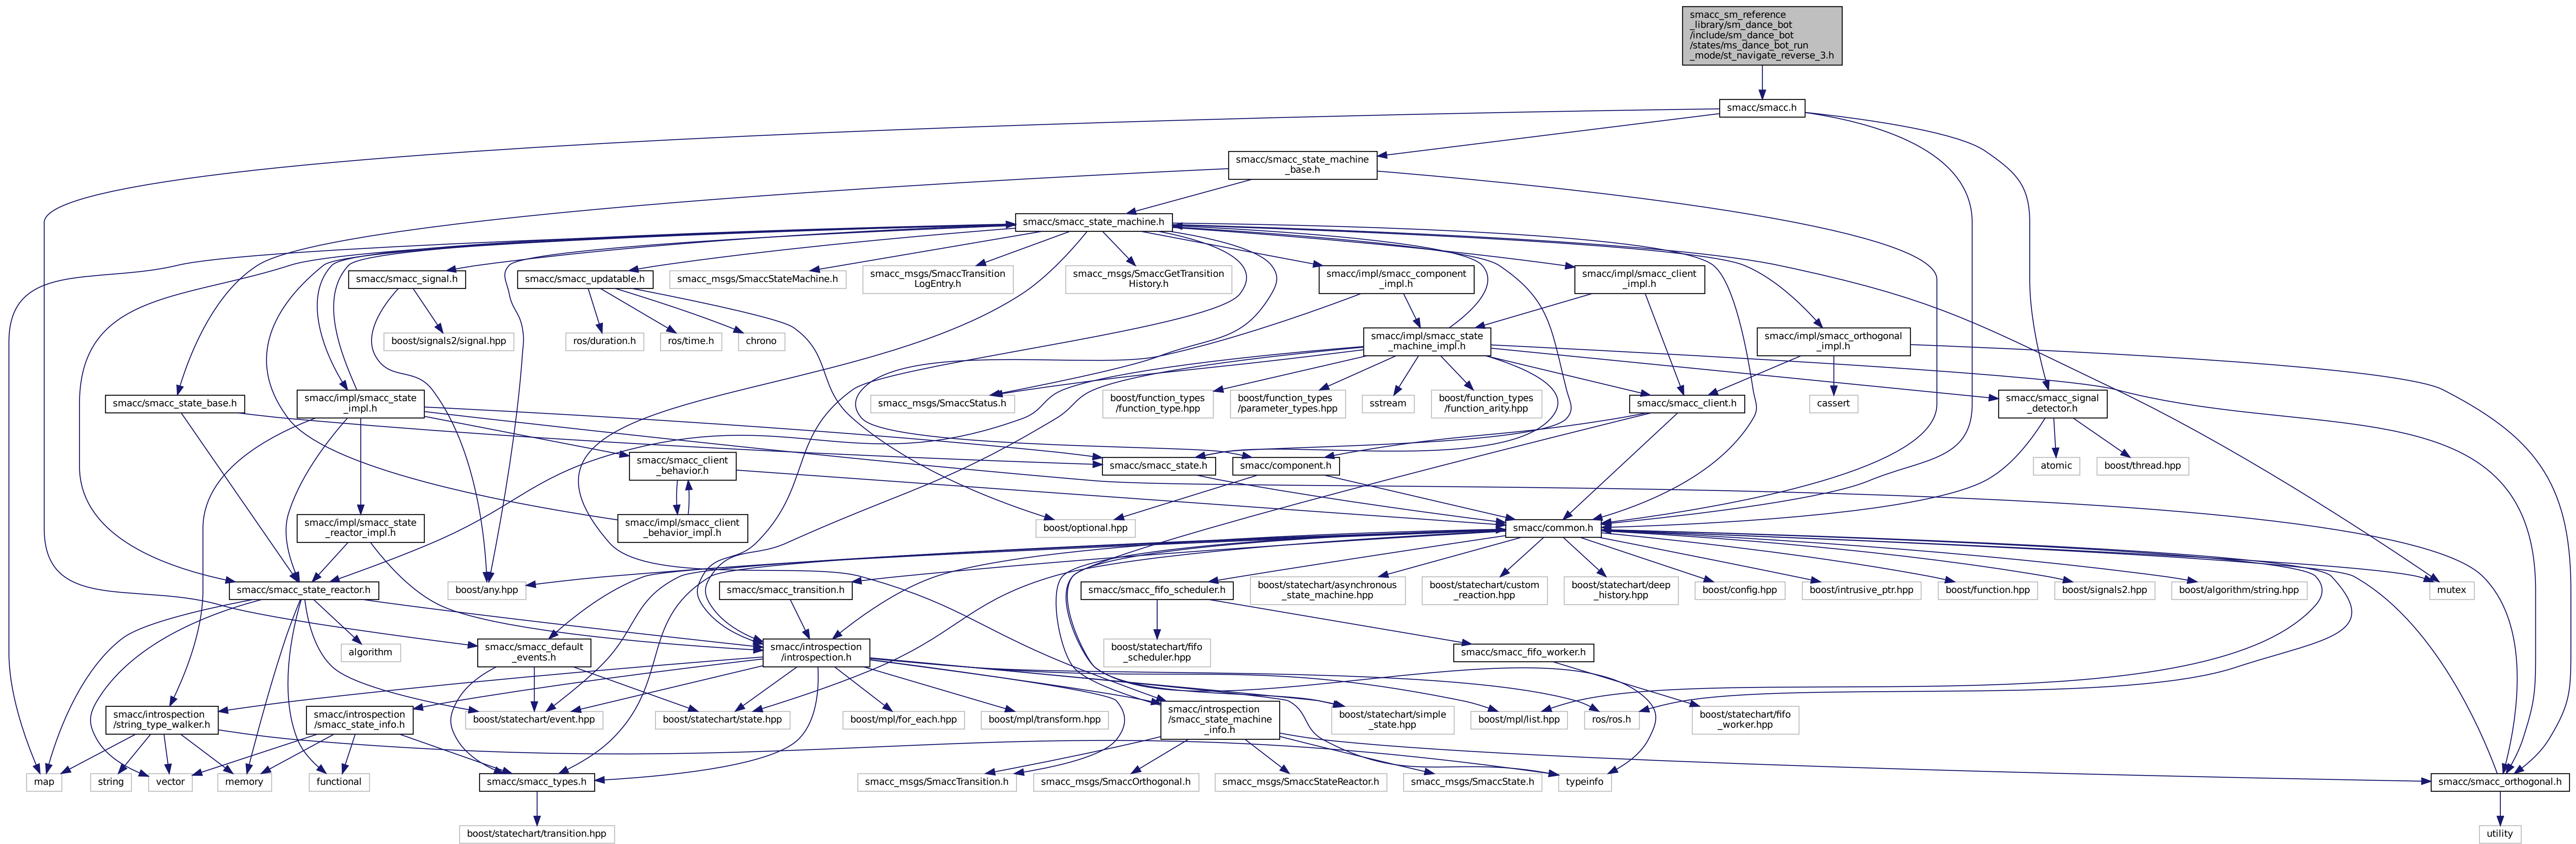 smacc_sm_reference
_library/sm_dance_bot
/include/sm_dance_bot
/states/ms_dance_bot_run
_mode/st_navigate_reverse_3.h
smacc/smacc.h
smacc/smacc_state_machine
_base.h
smacc/smacc_state_machine.h
smacc/smacc_signal.h
smacc/smacc_updatable.h
smacc_msgs/SmaccStateMachine.h
smacc_msgs/SmaccTransition
LogEntry.h
smacc_msgs/SmaccGetTransition
History.h
smacc/impl/smacc_component
_impl.h
smacc/impl/smacc_client
_impl.h
boost/signals2/signal.hpp
ros/duration.h
ros/time.h
chrono
smacc/impl/smacc_state
_machine_impl.h
smacc/impl/smacc_orthogonal
_impl.h
smacc/smacc_state_base.h
smacc/impl/smacc_state
_impl.h
smacc_msgs/SmaccStatus.h
boost/function_types
/function_type.hpp
boost/function_types
/parameter_types.hpp
sstream
boost/function_types
/function_arity.hpp
smacc/smacc_client.h
cassert
smacc/smacc_signal
_detector.h
smacc/smacc_client
_behavior.h
smacc/smacc_state.h
smacc/component.h
atomic
boost/thread.hpp
smacc/impl/smacc_state
_reactor_impl.h
smacc/impl/smacc_client
_behavior_impl.h
boost/optional.hpp
smacc/common.h
smacc/smacc_state_reactor.h
boost/any.hpp
smacc/smacc_transition.h
smacc/smacc_fifo_scheduler.h
boost/statechart/asynchronous
_state_machine.hpp
boost/statechart/custom
_reaction.hpp
boost/statechart/deep
_history.hpp
boost/config.hpp
boost/intrusive_ptr.hpp
boost/function.hpp
boost/signals2.hpp
boost/algorithm/string.hpp
mutex
algorithm
smacc/smacc_default
_events.h
smacc/introspection
/introspection.h
boost/statechart/fifo
_scheduler.hpp
smacc/smacc_fifo_worker.h
smacc/introspection
/string_type_walker.h
smacc/introspection
/smacc_state_info.h
boost/statechart/event.hpp
boost/statechart/state.hpp
boost/mpl/for_each.hpp
boost/mpl/transform.hpp
smacc/introspection
/smacc_state_machine
_info.h
boost/statechart/simple
_state.hpp
boost/mpl/list.hpp
ros/ros.h
boost/statechart/fifo
_worker.hpp
map
string
vector
memory
functional
smacc/smacc_types.h
smacc_msgs/SmaccTransition.h
smacc_msgs/SmaccOrthogonal.h
smacc_msgs/SmaccStateReactor.h
smacc_msgs/SmaccState.h
typeinfo
smacc/smacc_orthogonal.h
boost/statechart/transition.hpp
utility